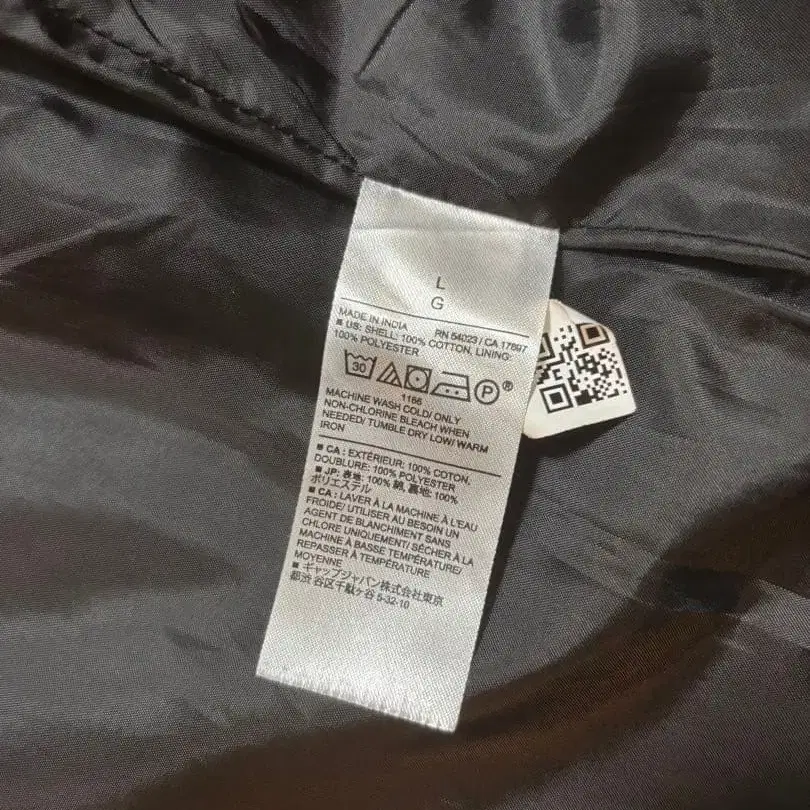 L
G
MADE IN INDIA RN 54023 / CA 17897
■ US: SHELL: 100% COTTON, LINING:
100% POLYESTER
30 P ®
1166
MACHINE WASH COLD/ ONLY
NON-CHLORINE BLEACH WHEN
NEEDED/ TUMBLE DRY LOW/ WARM
IRON
■ CA : EXTÉRIEUR: 100% COTON,
DOUBLURE: 100% POLYESTER
■ JP: 表地: 100% 綿, 裏地: 100%
ポリエステル
■ CA : LAVER À LA MACHINE À L'EAU
FROIDE/ UTILISER AU BESOIN UN
AGENT DE BLANCHIMENT SANS
CHLORE UNIQUEMENT/ SÉCHER À LA
MACHINE À BASSE TEMPÉRATURE/
REPASSER À TEMPÉRATURE
MOYENNE
■ ギャップジャパン株式会社東京
都渋 谷区千駄ヶ谷 5-32-10